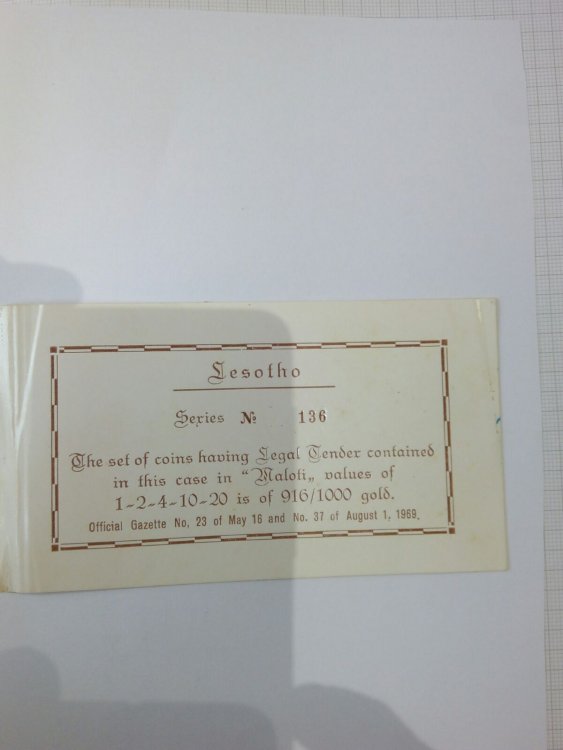 Lesotho
Series № 136
The set of coins having Legal Tender contained
in this case in “Maloti„ values of
1-2-4-10-20 is of 916/1000 gold.
Official Gazette No. 23 of May 16 and No. 37 of August 1, 1969.